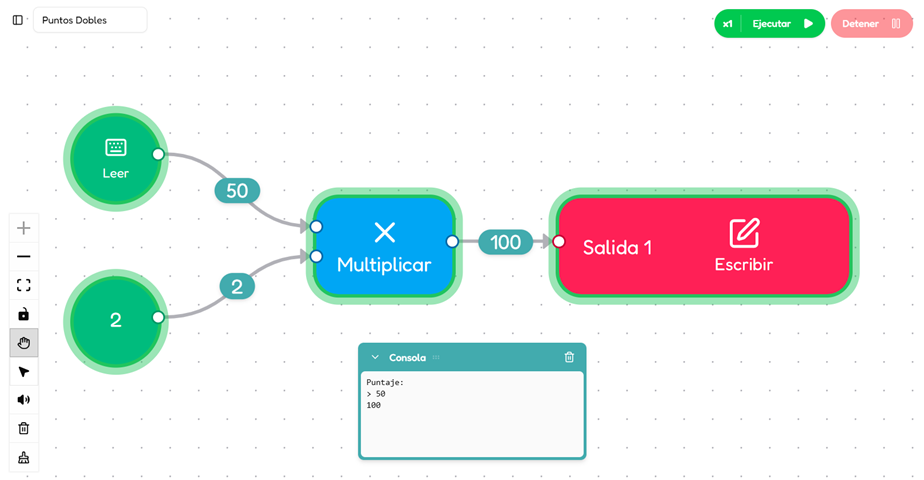 Puntos Dobles
x1 Ejecutar
Detener
Leer
50
2
2
Multiplicar
100
Salida 1
Escribir
Consola
Puntaje:
> 50
100